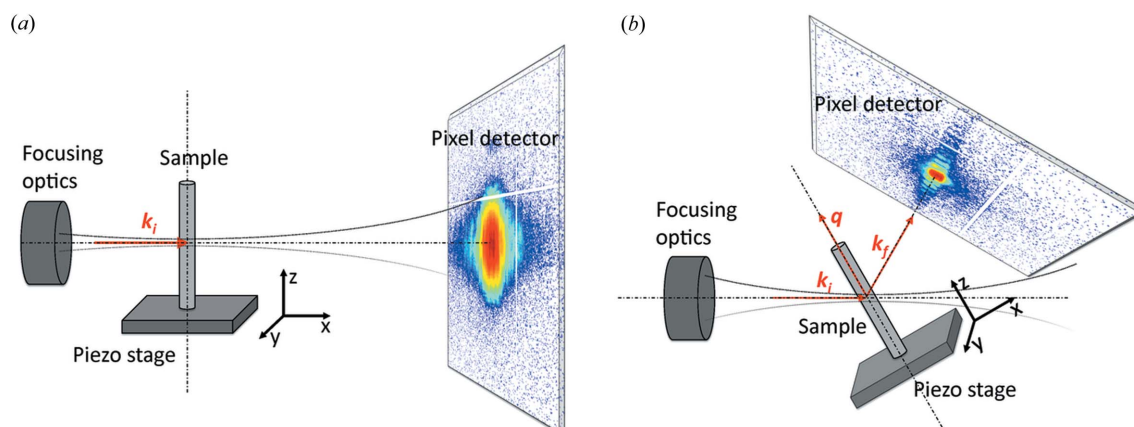 (a)
Focusing
optics
Sample
Pixel detector
k_i
z
x
y
Piezo stage
(b)
Pixel detector
Focusing
optics
q
k_f
k_i
Sample
z
x
y
Piezo stage